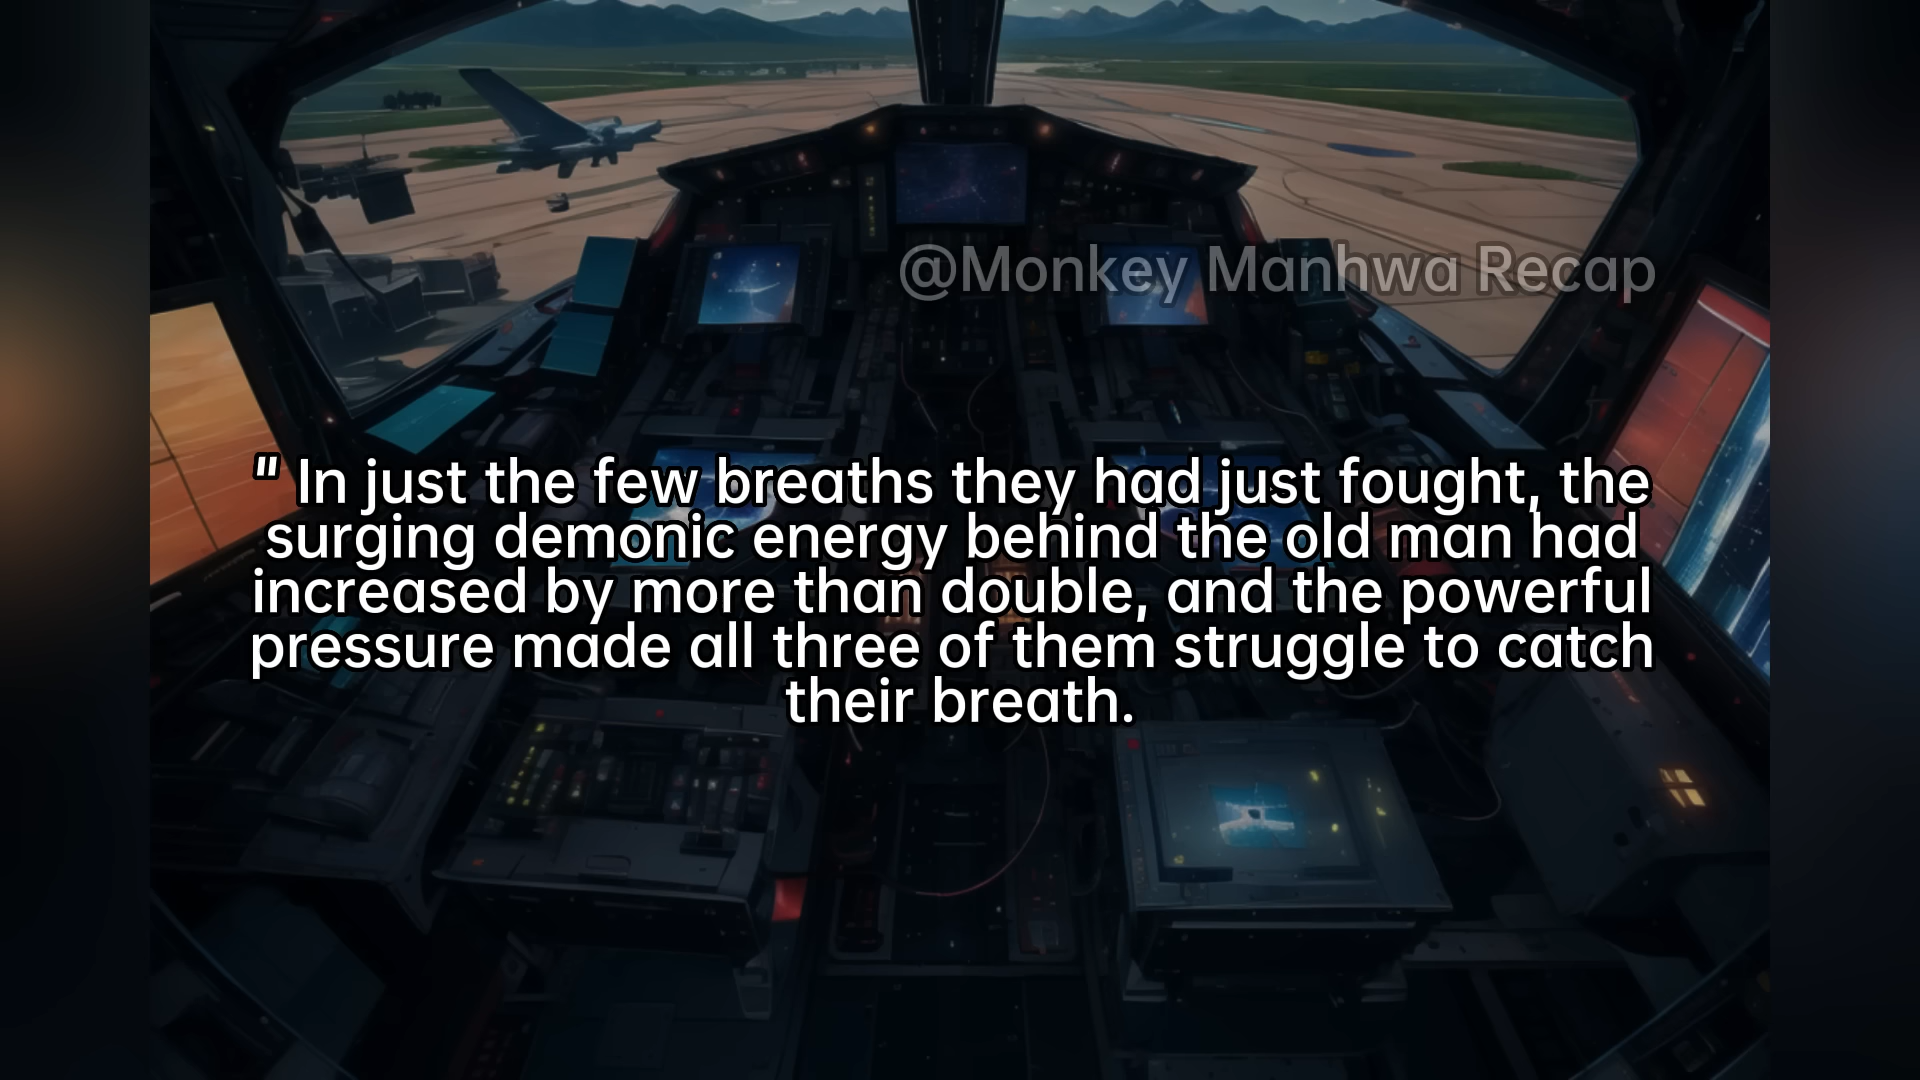 @Monkey Manhwa Recap
" In just the few breaths they had just fought, the
surging demonic energy behind the old man had
increased by more than double, and the powerful
pressure made all three of them struggle to catch
their breath.